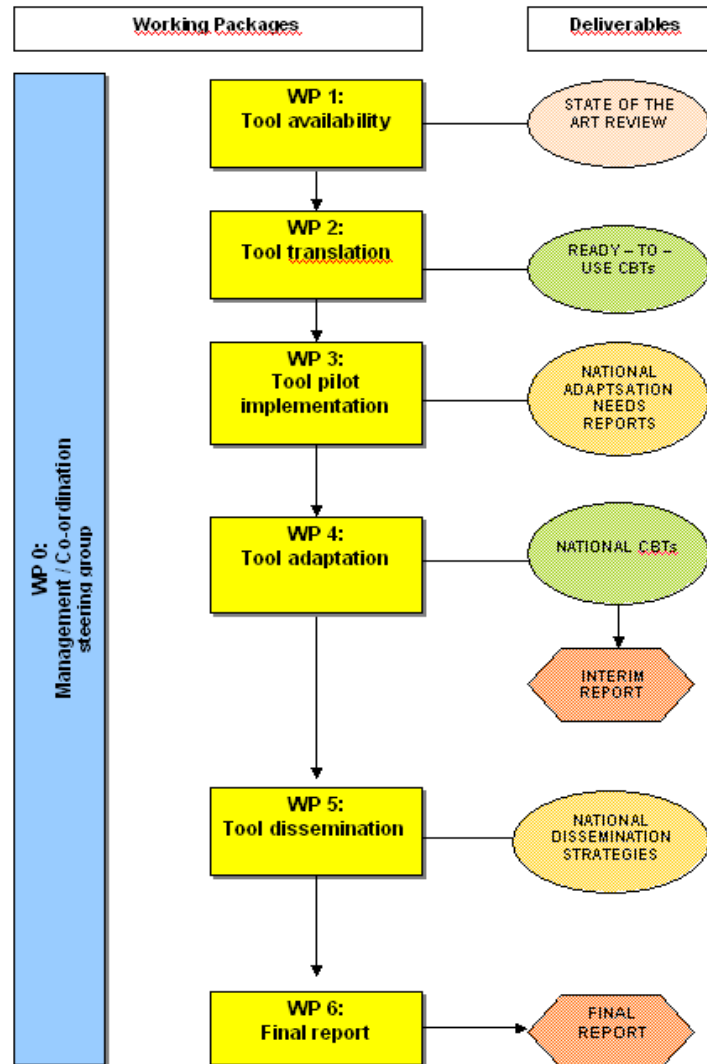 Working Packages
Deliverables
WP 0:
Management / Co-ordination
steering group
WP 1:
Tool availability
STATE OF THE
ART REVIEW
WP 2:
Tool translation
READY – TO –
USE CBTs
WP 3:
Tool pilot
implementation
NATIONAL
ADAPTSATION
NEEDS
REPORTS
WP 4:
Tool adaptation
NATIONAL CBTs
INTERIM
REPORT
WP 5:
Tool dissemination
NATIONAL
DISSEMINATION
STRATEGIES
WP 6:
Final report
FINAL
REPORT